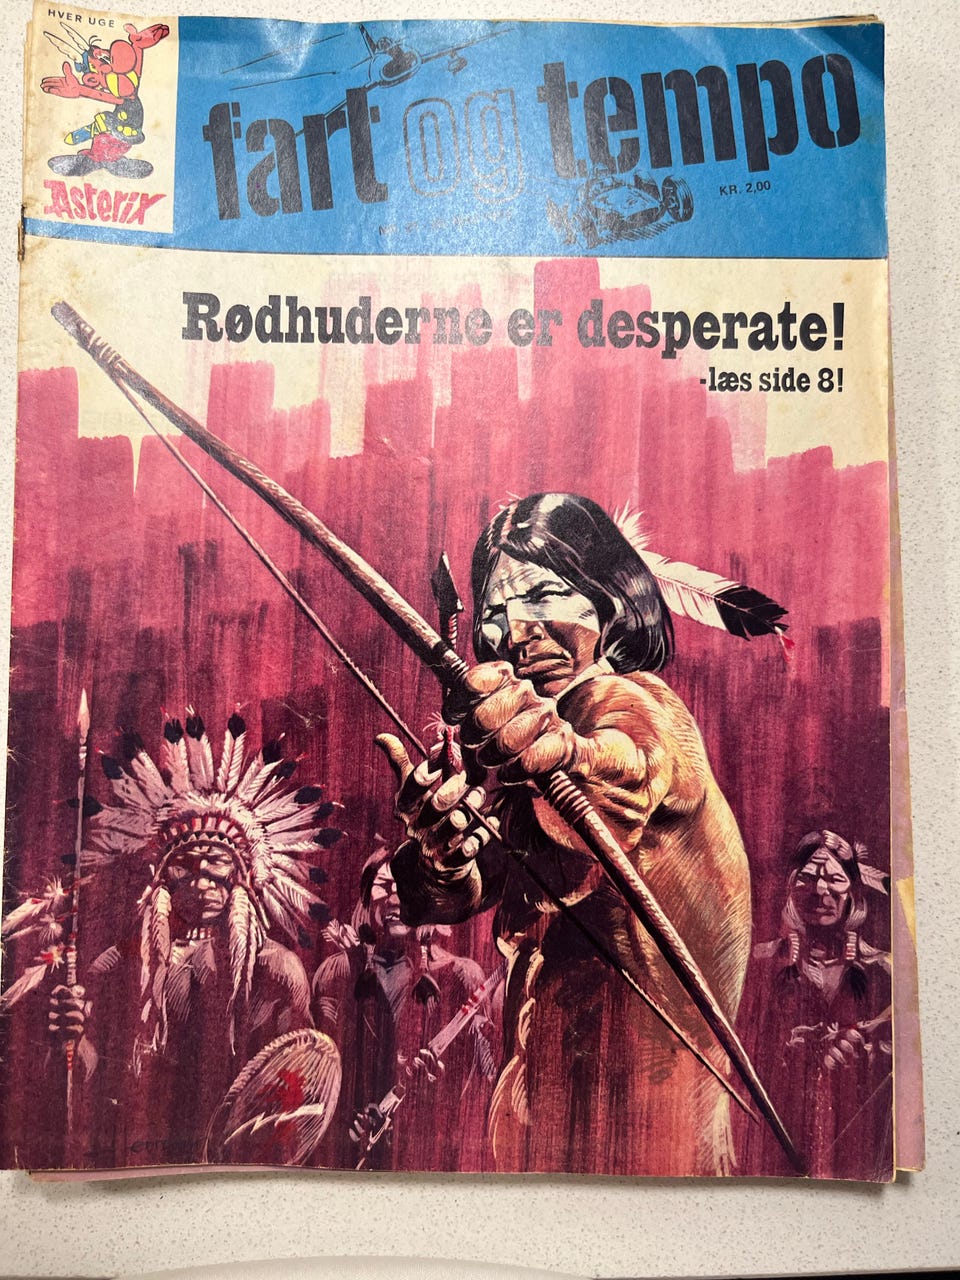 HVER UGE
Asterix
fart og tempo
KR. 2,00
Rødhuderne er desperate!
-læs side 8!